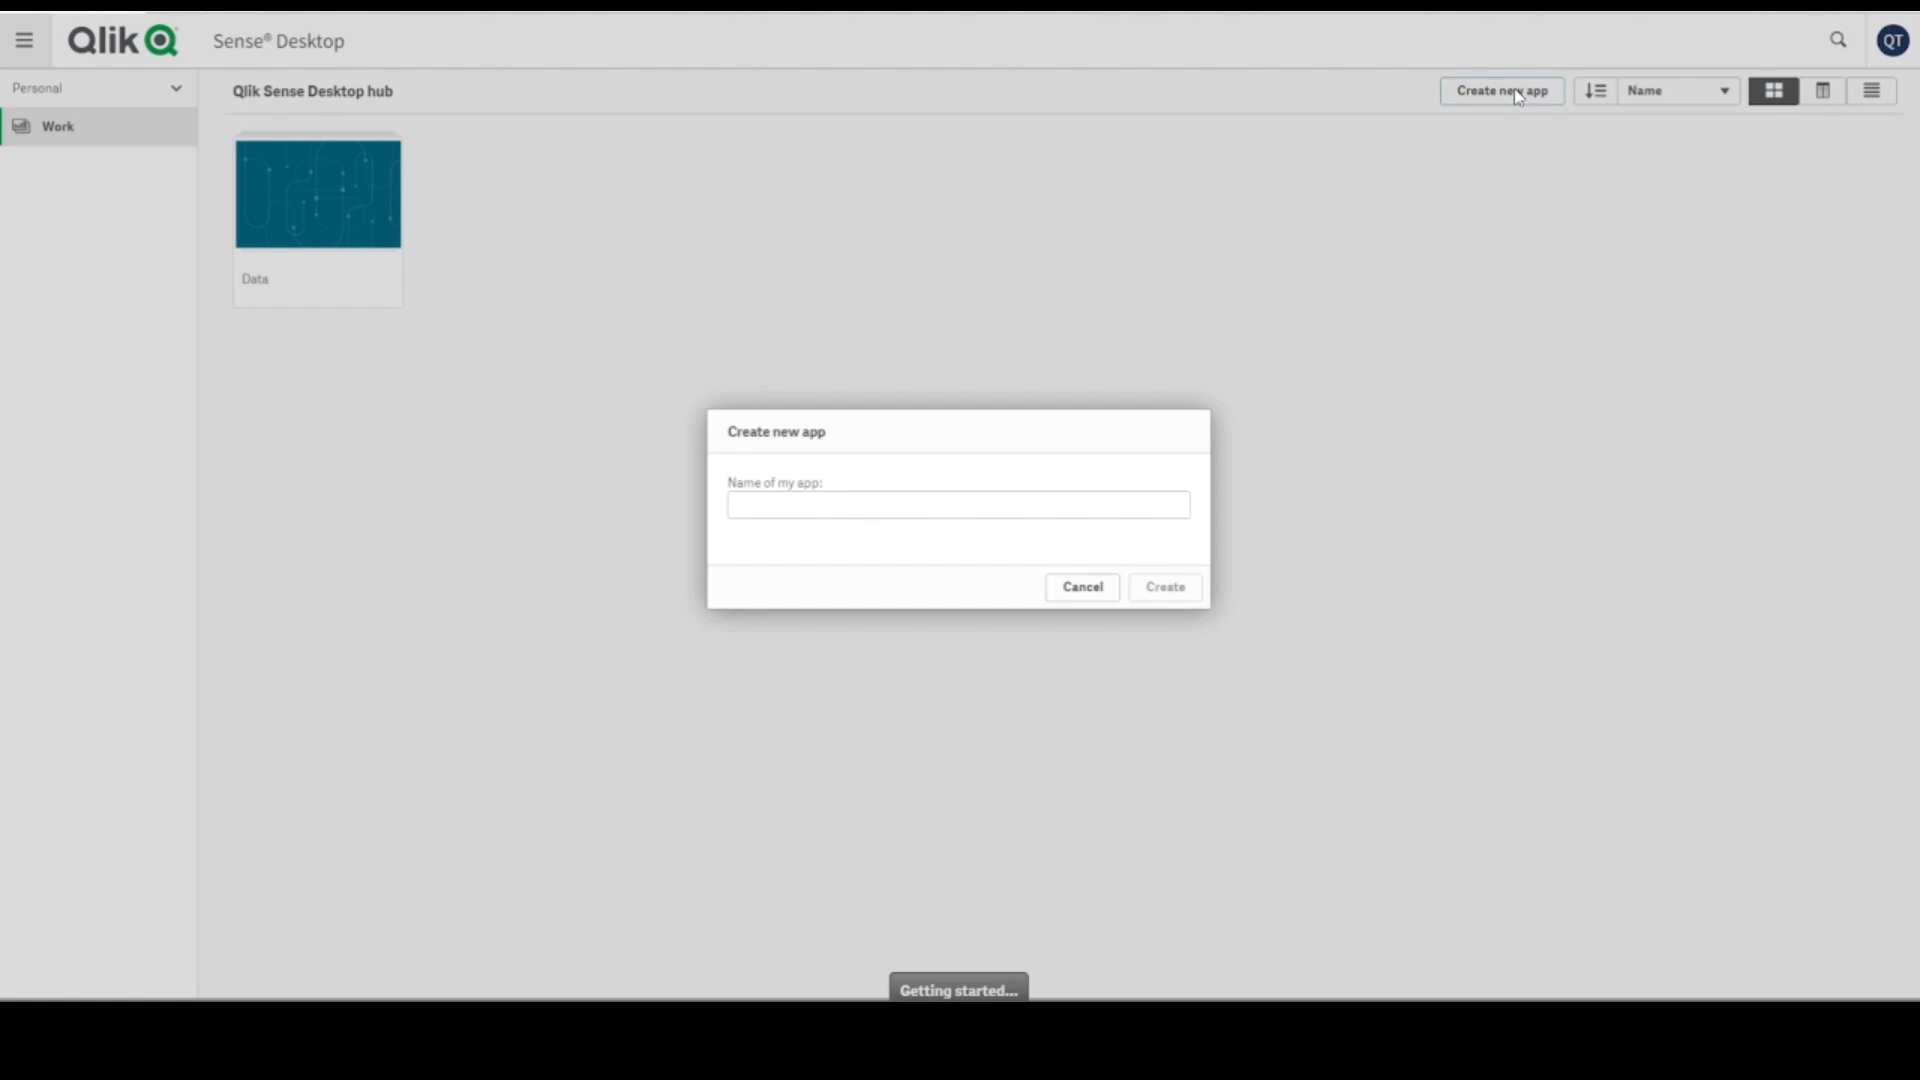 Qlik Sense® Desktop
QT
Personal
Qlik Sense Desktop hub
Create new app
Name
Work
Data
Create new app
Name of my app:
Cancel
Create
Getting started...